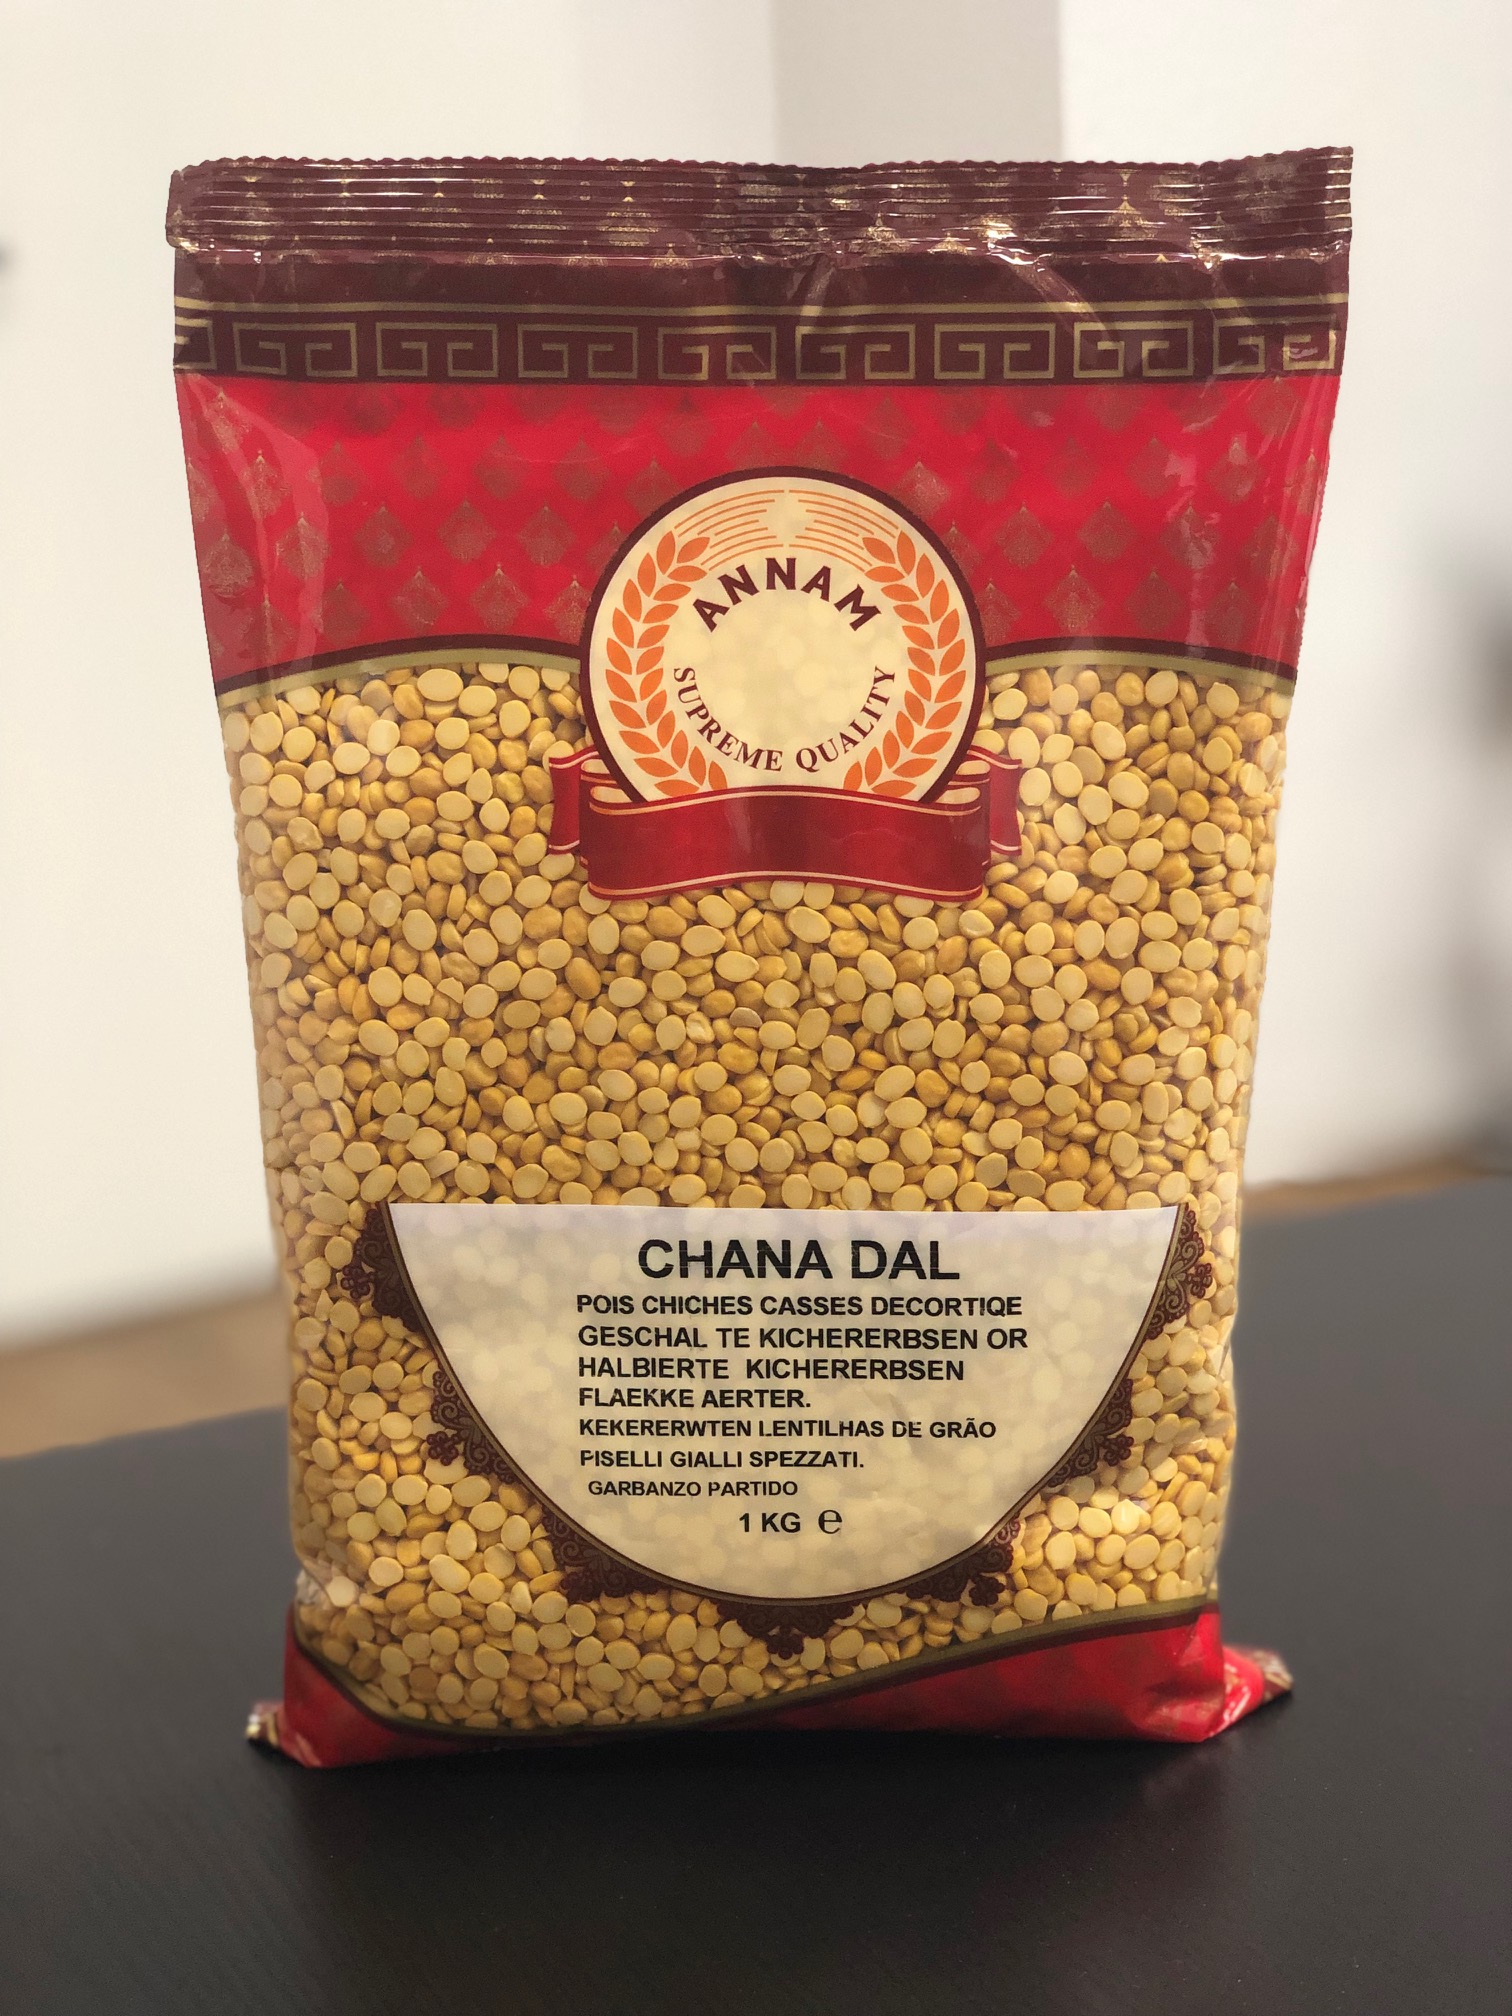 ANNAM
SUPREME QUALITY
CHANA DAL
POIS CHICHES CASSES DECORTIQE
GESCHAL TE KICHERERBSEN OR
HALBIERTE KICHERERBSEN
FLAEKKE AERTER.
KEKERERWTEN LENTILHAS DE GRÃO
PISELLI GIALLI SPEZZATI.
GARBANZO PARTIDO
1 KG ℮